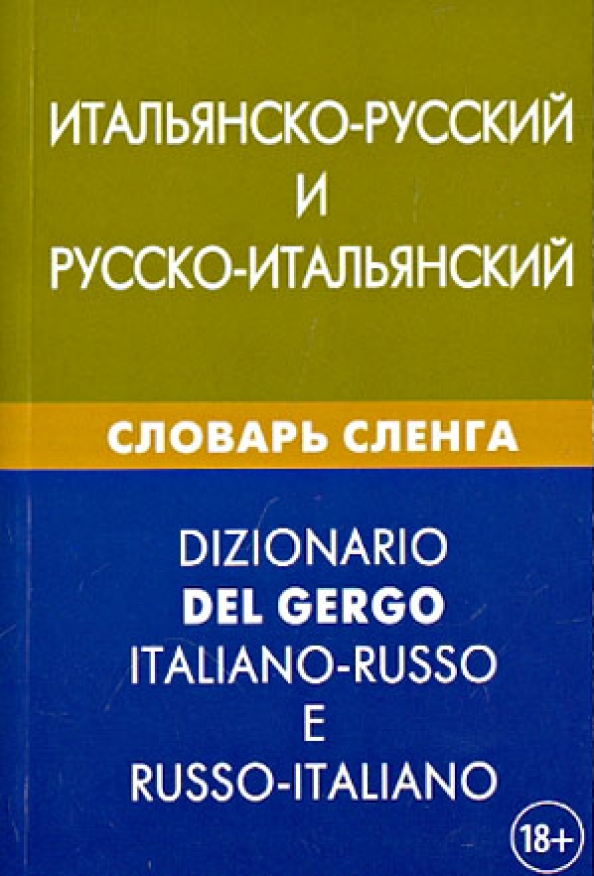 ИТАЛЬЯНСКО-РУССКИЙ
И
РУССКО-ИТАЛЬЯНСКИЙ
СЛОВАРЬ СЛЕНГА
DIZIONARIO
DEL GERGO
ITALIANO-RUSSO
E
RUSSO-ITALIANO
18+